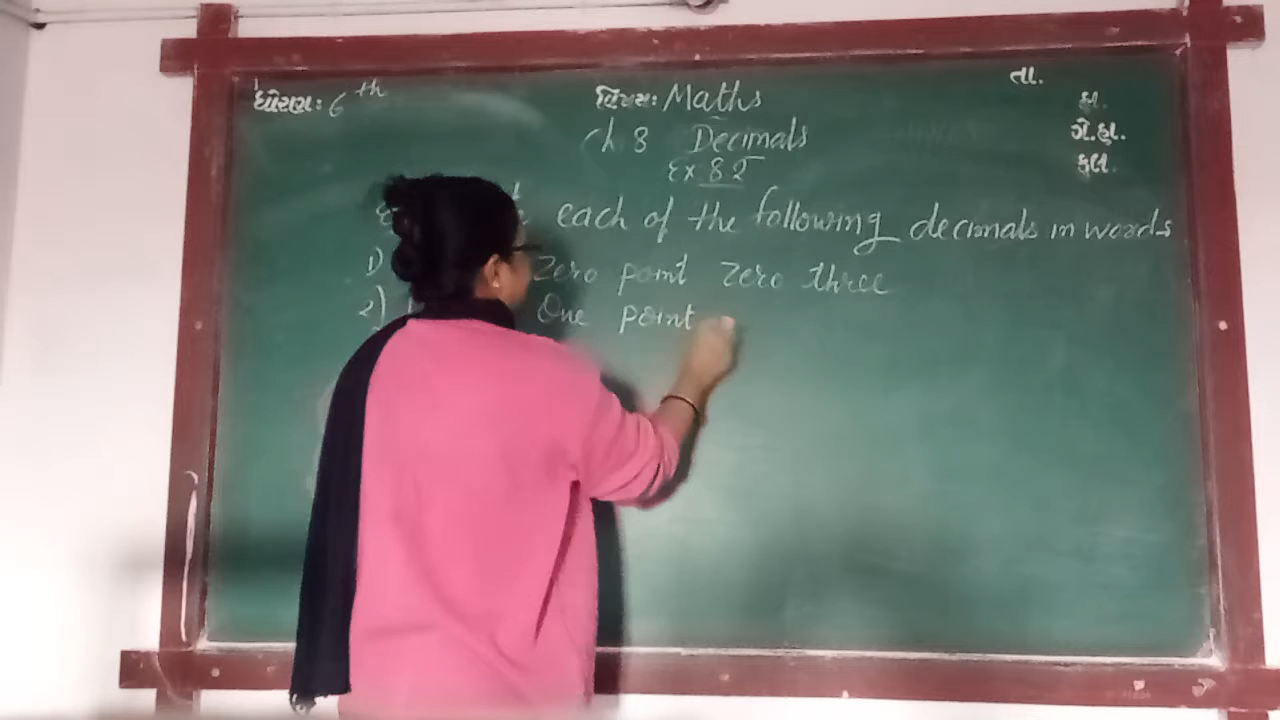 ધોરણ: 6th
વિષય: Maths
તા.
હા.
ગે.હા.
કુલ.
Ch 8 Decimals
Ex 8.2
each of the following decimals in words
1) Zero point zero three
2) One point